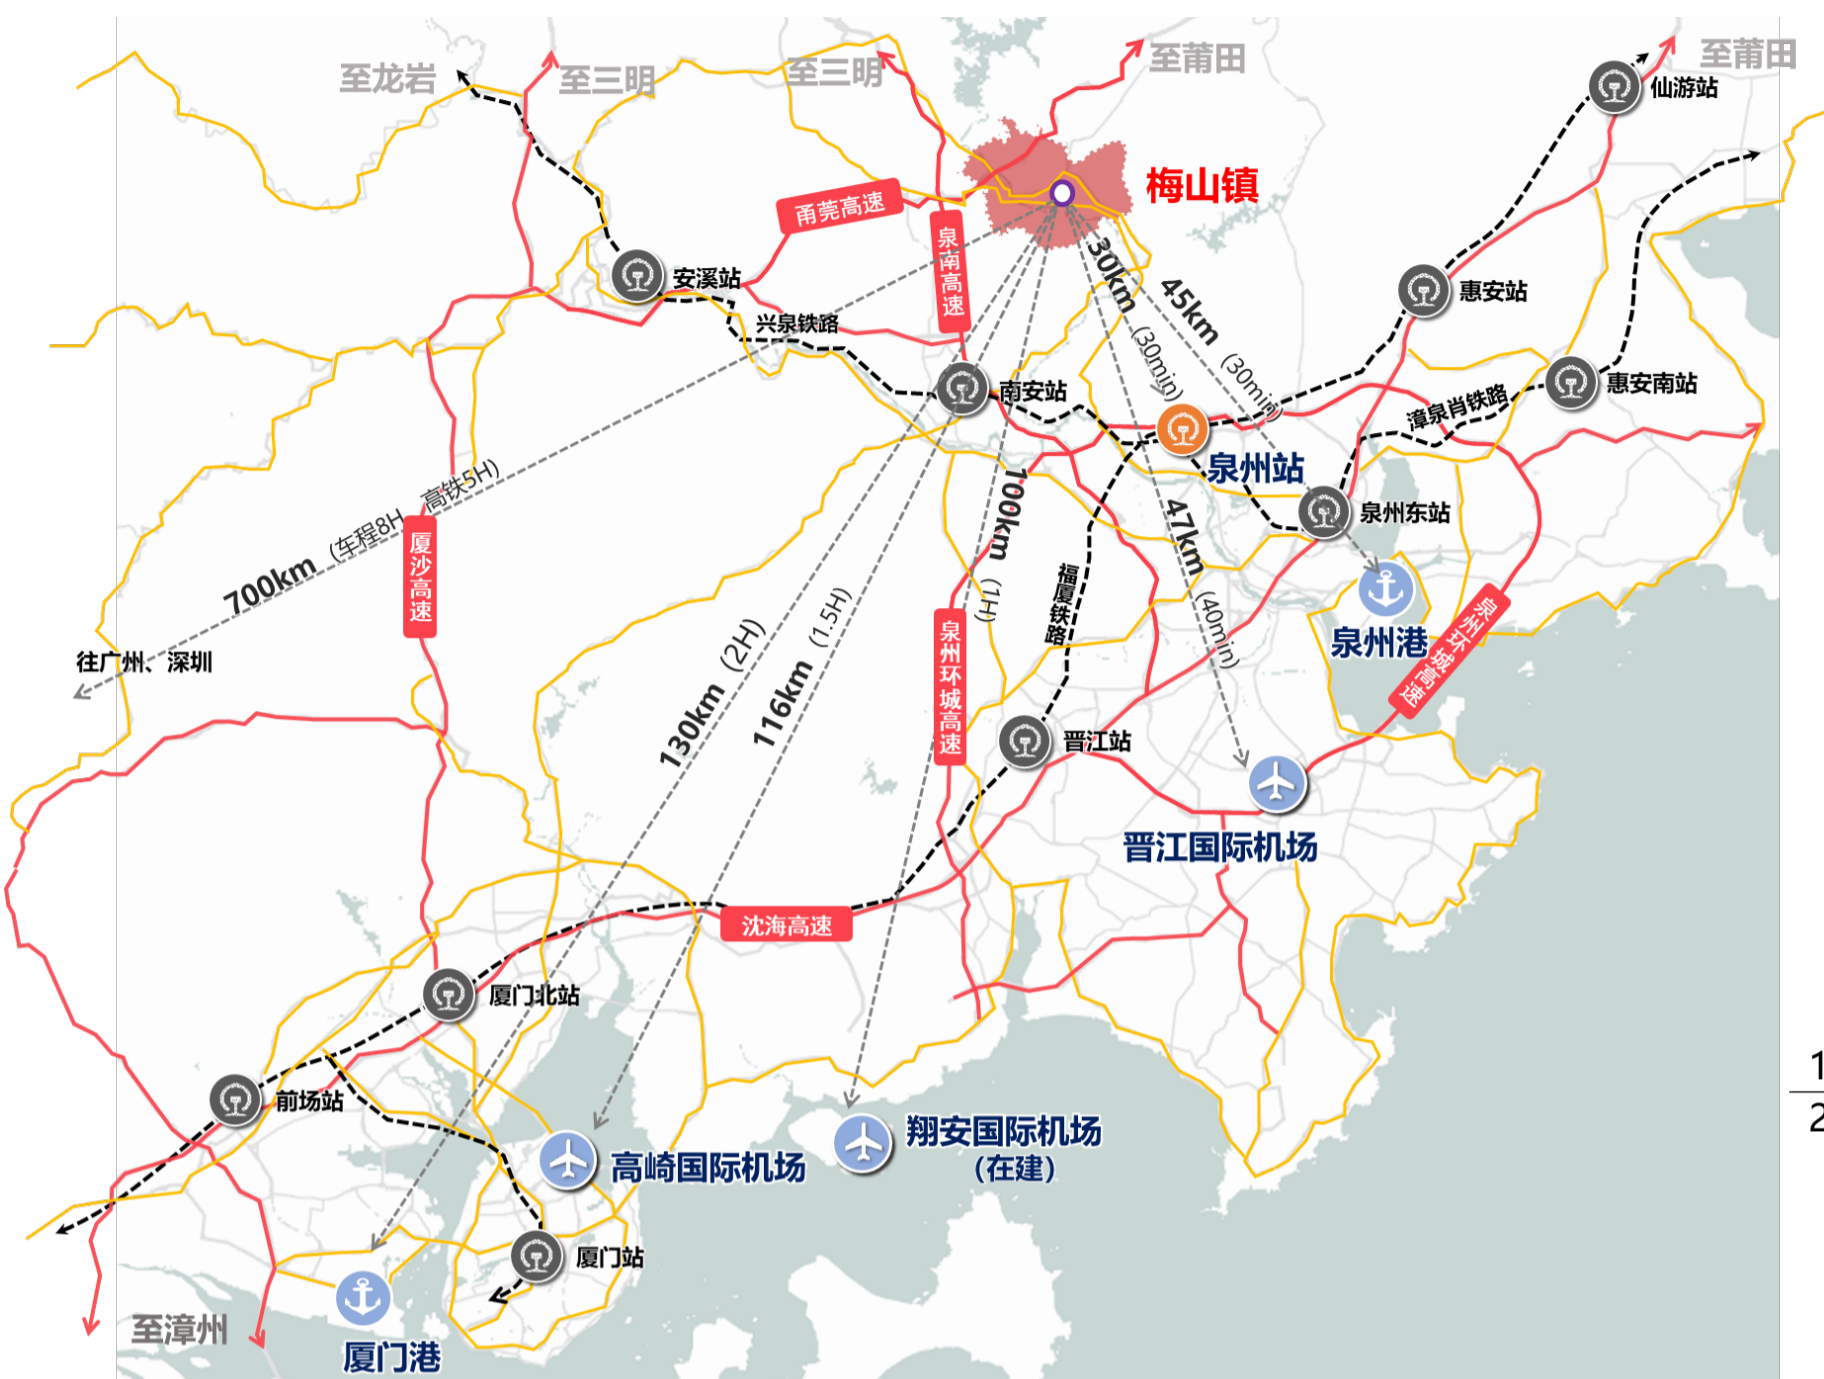 至龙岩
至三明
至三明
至莆田
至莆田
仙游站
梅山镇
甬莞高速
泉南高速
安溪站
兴泉铁路
30km
(30min)
45km
(30min)
惠安站
南安站
惠安南站
漳泉肖铁路
泉州站
泉州东站
700km
(车程8H
高铁5H)
厦沙高速
100km
(1H)
47km
(40min)
福厦铁路
泉州港
泉州环城高速
泉州环城高速
往广州、深圳
130km
(2H)
116km
(1.5H)
晋江站
晋江国际机场
沈海高速
厦门北站
前场站
翔安国际机场
(在建)
高崎国际机场
厦门站
至漳州
厦门港
1
2